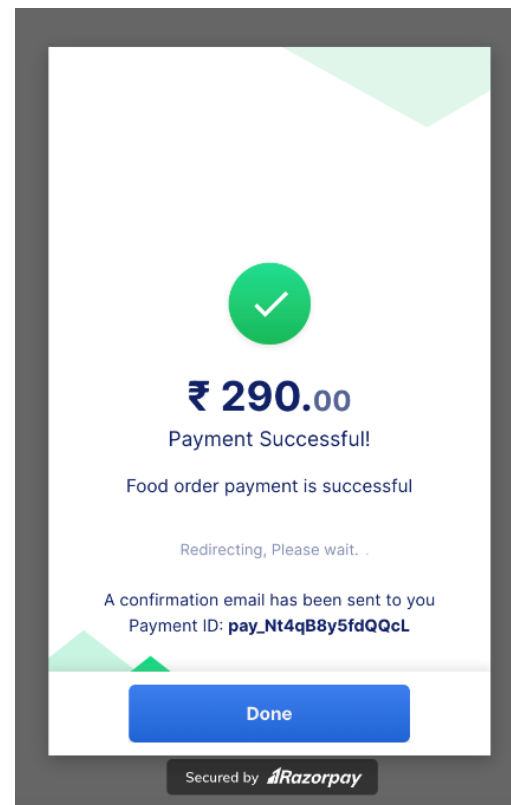 ₹ 290.00
Payment Successful!
Food order payment is successful
Redirecting, Please wait. .
A confirmation email has been sent to you
Payment ID: pay_Nt4qB8y5fdQQcL
Done
Secured by Razorpay